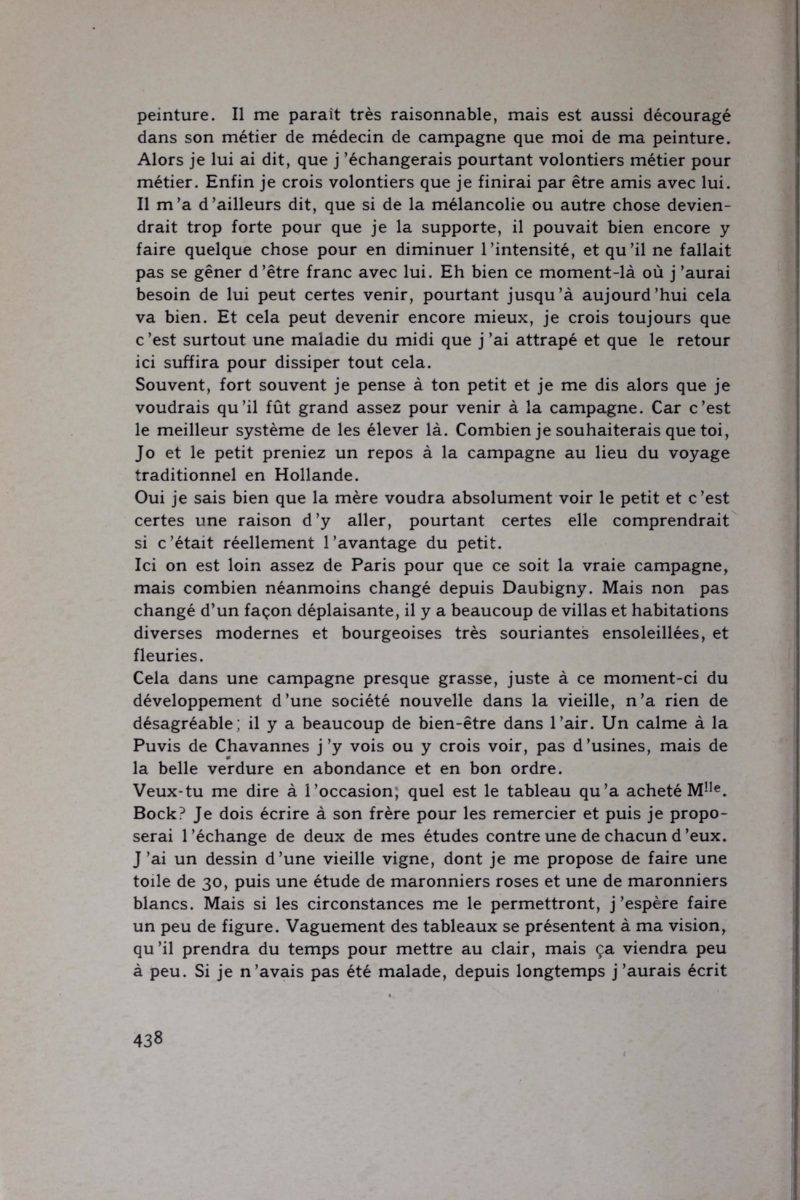 peinture. Il me paraît très raisonnable, mais est aussi découragé
dans son métier de médecin de campagne que moi de ma peinture.
Alors je lui ai dit, que j'échangerais pourtant volontiers métier pour
métier. Enfin je crois volontiers que je finirai par être amis avec lui.
Il m'a d'ailleurs dit, que si de la mélancolie ou autre chose devien-
drait trop forte pour que je la supporte, il pouvait bien encore y
faire quelque chose pour en diminuer l'intensité, et qu'il ne fallait
pas se gêner d'être franc avec lui. Eh bien ce moment-là où j'aurai
besoin de lui peut certes venir, pourtant jusqu'à aujourd'hui cela
va bien. Et cela peut devenir encore mieux, je crois toujours que
c'est surtout une maladie du midi que j'ai attrapé et que le retour
ici suffira pour dissiper tout cela.
Souvent, fort souvent je pense à ton petit et je me dis alors que je
voudrais qu'il fût grand assez pour venir à la campagne. Car c'est
le meilleur système de les élever là. Combien je souhaiterais que toi,
Jo et le petit preniez un repos à la campagne au lieu du voyage
traditionnel en Hollande.
Oui je sais bien que la mère voudra absolument voir le petit et c'est
certes une raison d'y aller, pourtant certes elle comprendrait
si c'était réellement l'avantage du petit.
Ici on est loin assez de Paris pour que ce soit la vraie campagne,
mais combien néanmoins changé depuis Daubigny. Mais non pas
changé d'un façon déplaisante, il y a beaucoup de villas et habitations
diverses modernes et bourgeoises très souriantes ensoleillées, et
fleuries.
Cela dans une campagne presque grasse, juste à ce moment-ci du
développement d'une société nouvelle dans la vieille, n'a rien de
désagréable; il y a beaucoup de bien-être dans l'air. Un calme à la
Puvis de Chavannes j'y vois ou y crois voir, pas d'usines, mais de
la belle verdure en abondance et en bon ordre.
Veux-tu me dire à l'occasion, quel est le tableau qu'a acheté Mlle.
Bock? Je dois écrire à son frère pour les remercier et puis je propo-
serai l'échange de deux de mes études contre une de chacun d'eux.
J'ai un dessin d'une vieille vigne, dont je me propose de faire une
toile de 30, puis une étude de maronniers roses et une de maronniers
blancs. Mais si les circonstances me le permettront, j'espère faire
un peu de figure. Vaguement des tableaux se présentent à ma vision,
qu'il prendra du temps pour mettre au clair, mais ça viendra peu
à peu. Si je n'avais pas été malade, depuis longtemps j'aurais écrit
438